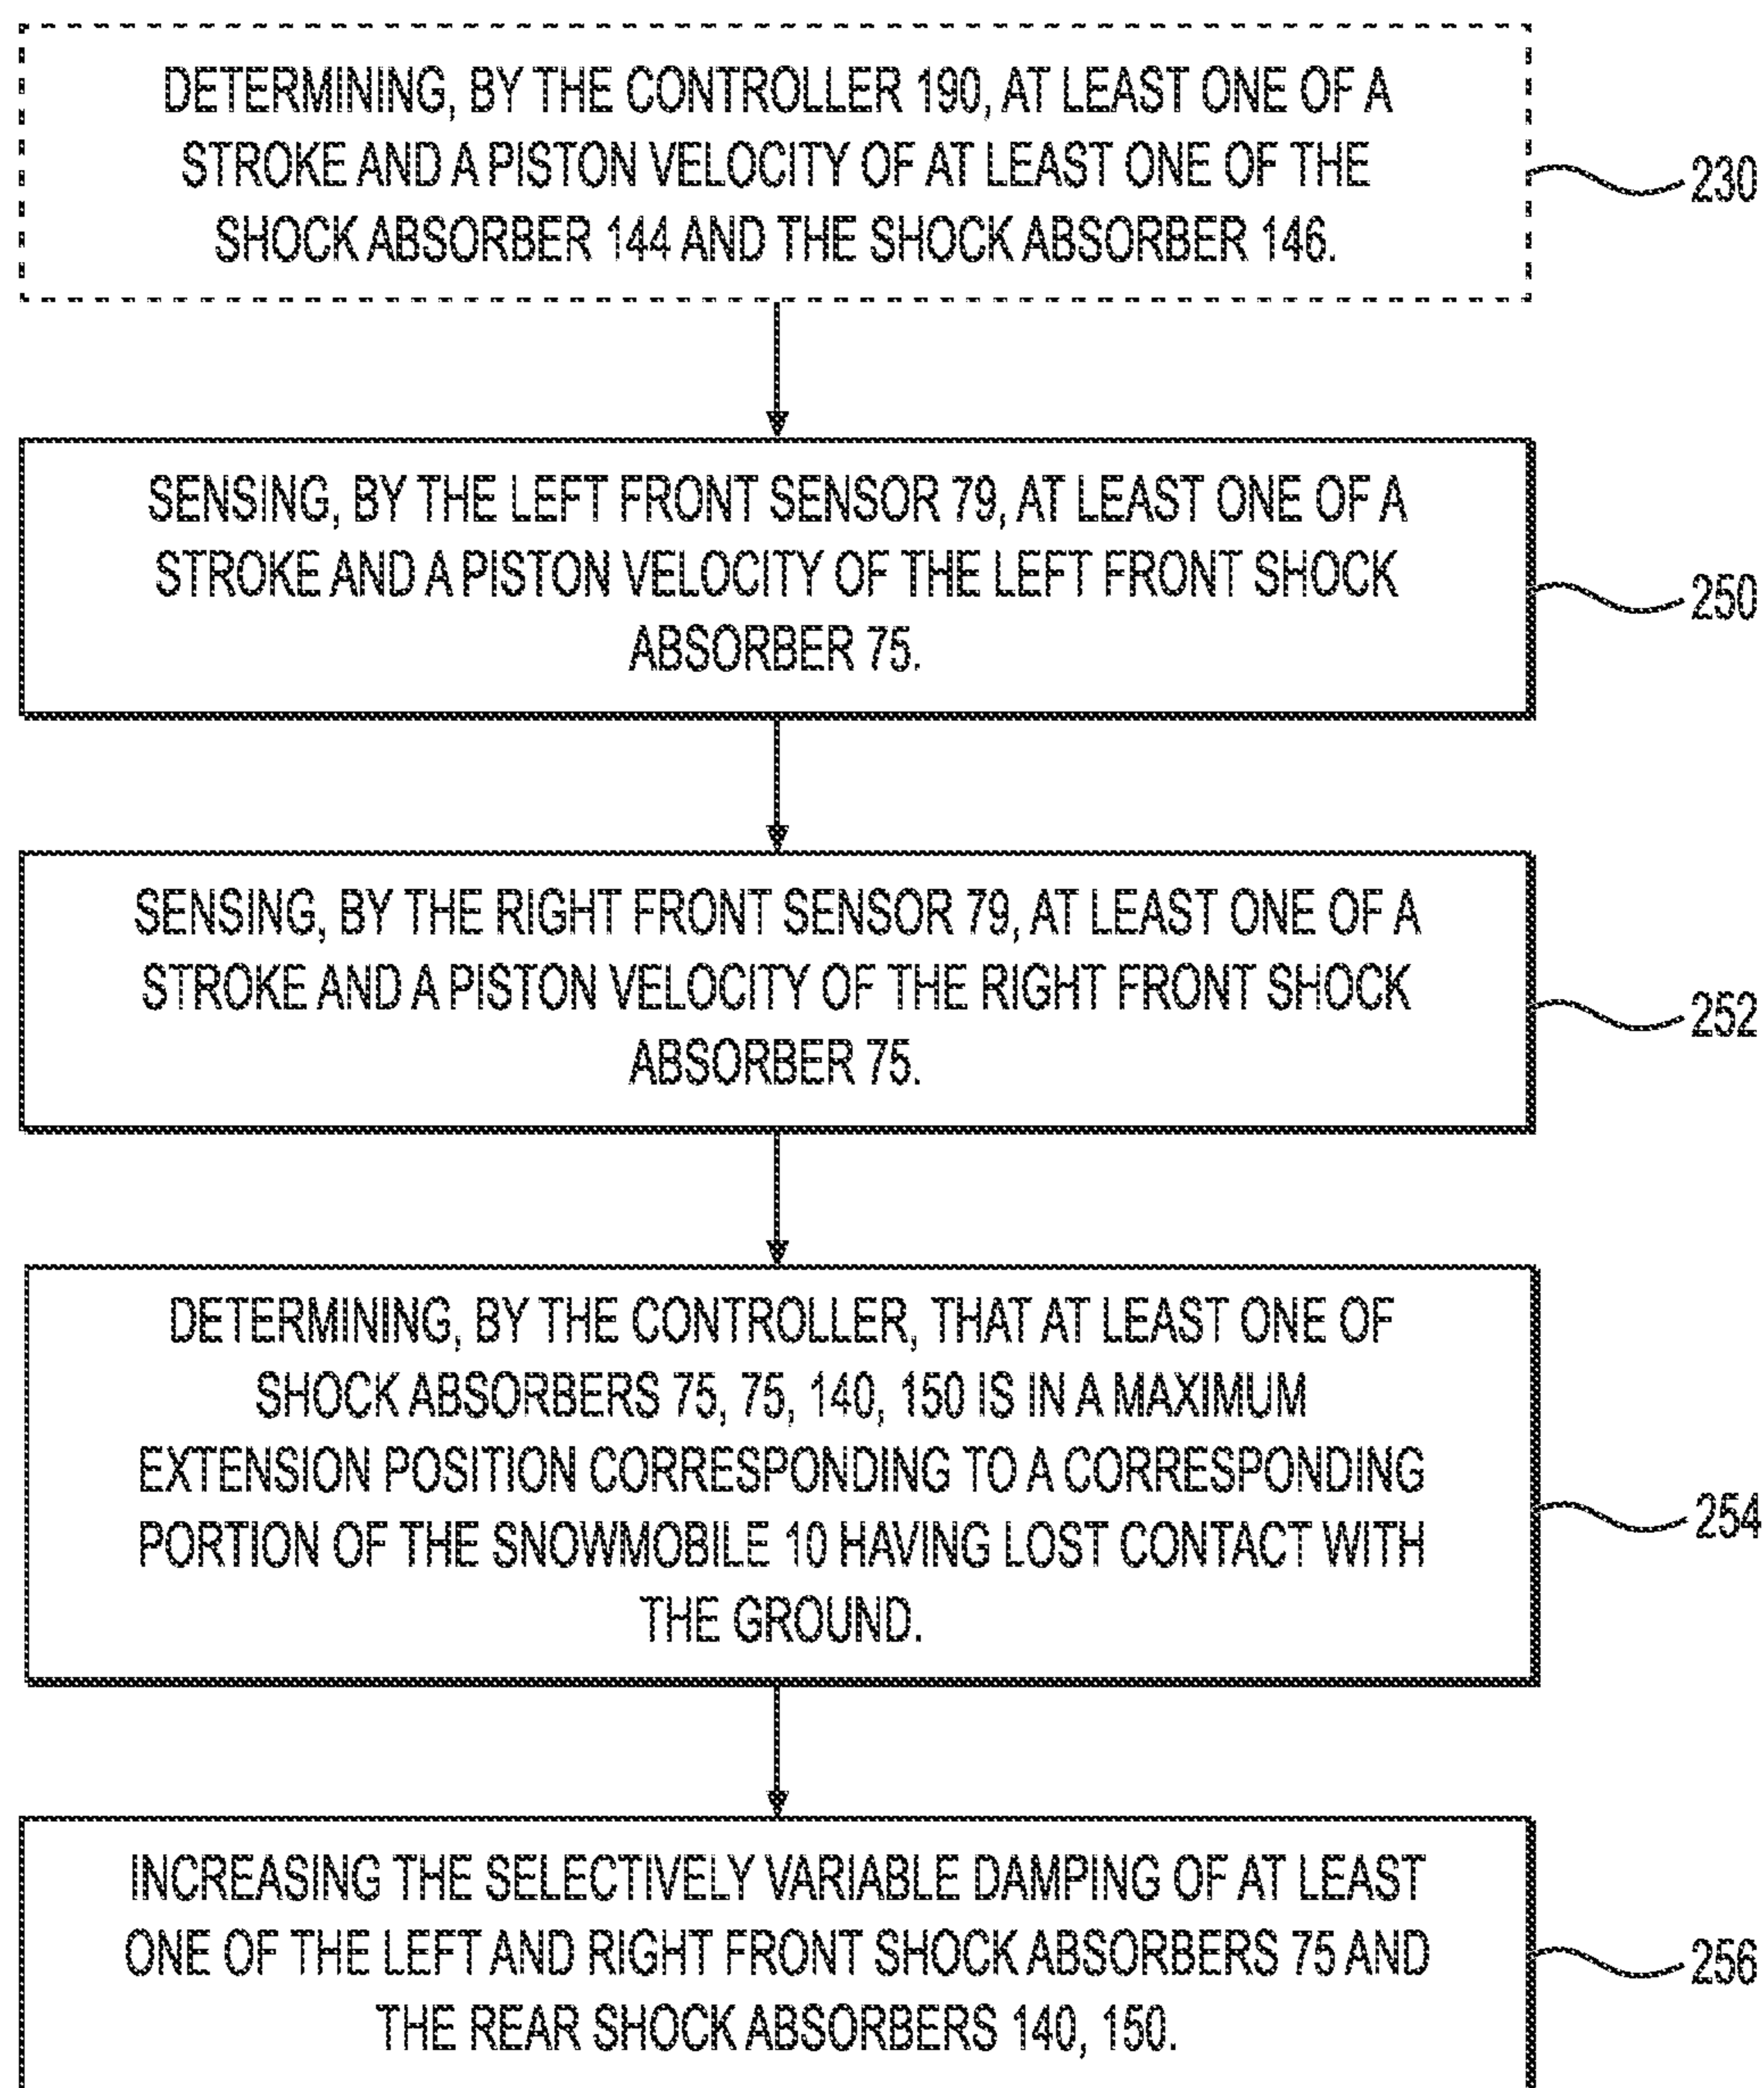 DETERMINING, BY THE CONTROLLER 190, AT LEAST ONE OF A
STROKE AND A PISTON VELOCITY OF AT LEAST ONE OF THE
SHOCK ABSORBER 144 AND THE SHOCK ABSORBER 146.
230
SENSING, BY THE LEFT FRONT SENSOR 79, AT LEAST ONE OF A
STROKE AND A PISTON VELOCITY OF THE LEFT FRONT SHOCK
ABSORBER 75.
250
SENSING, BY THE RIGHT FRONT SENSOR 79, AT LEAST ONE OF A
STROKE AND A PISTON VELOCITY OF THE RIGHT FRONT SHOCK
ABSORBER 75.
252
DETERMINING, BY THE CONTROLLER, THAT AT LEAST ONE OF
SHOCK ABSORBERS 75, 75, 140, 150 IS IN A MAXIMUM
EXTENSION POSITION CORRESPONDING TO A CORRESPONDING
PORTION OF THE SNOWMOBILE 10 HAVING LOST CONTACT WITH
THE GROUND.
254
INCREASING THE SELECTIVELY VARIABLE DAMPING OF AT LEAST
ONE OF THE LEFT AND RIGHT FRONT SHOCK ABSORBERS 75 AND
THE REAR SHOCK ABSORBERS 140, 150.
256